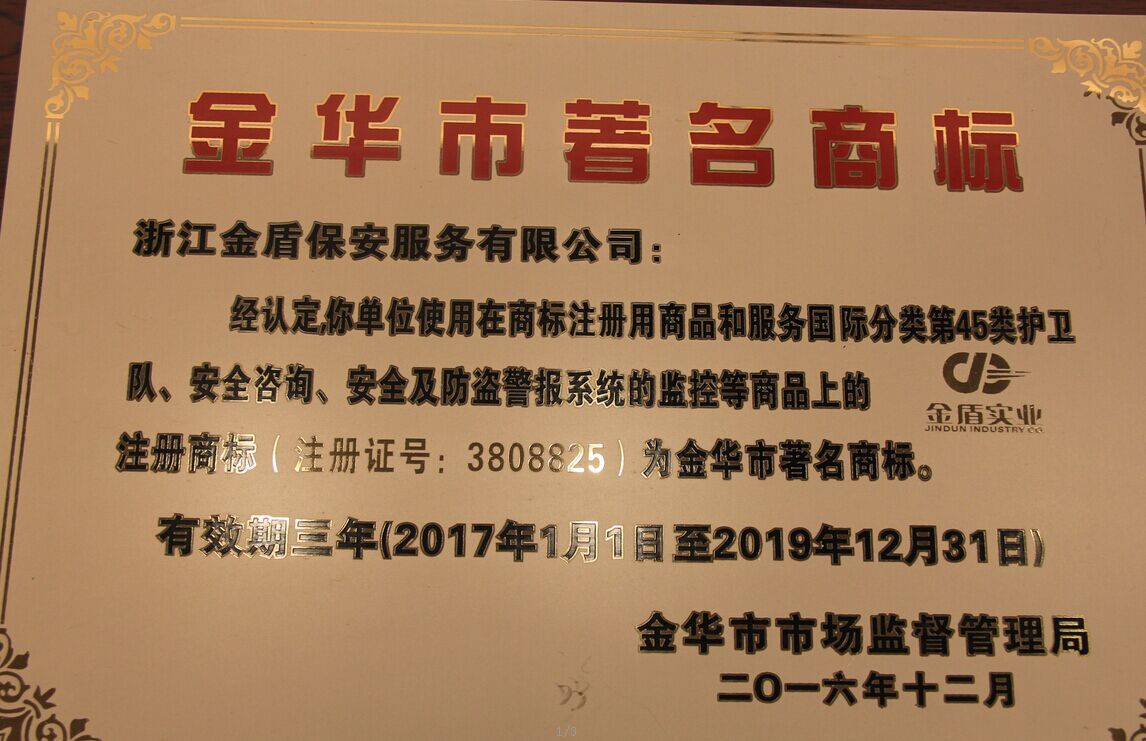 金华市著名商标
浙江金盾保安服务有限公司：
经认定,你单位使用在商标注册用商品和服务国际分类第45类护卫
队、安全咨询、安全及防盗警报系统的监控等商品上的
金盾实业
JINDUN INDUSTRY CO.
注册商标（注册证号：3808825）为金华市著名商标。
有效期三年(2017年1月1日至2019年12月31日)
金华市市场监督管理局
二〇一六年十二月
1/8